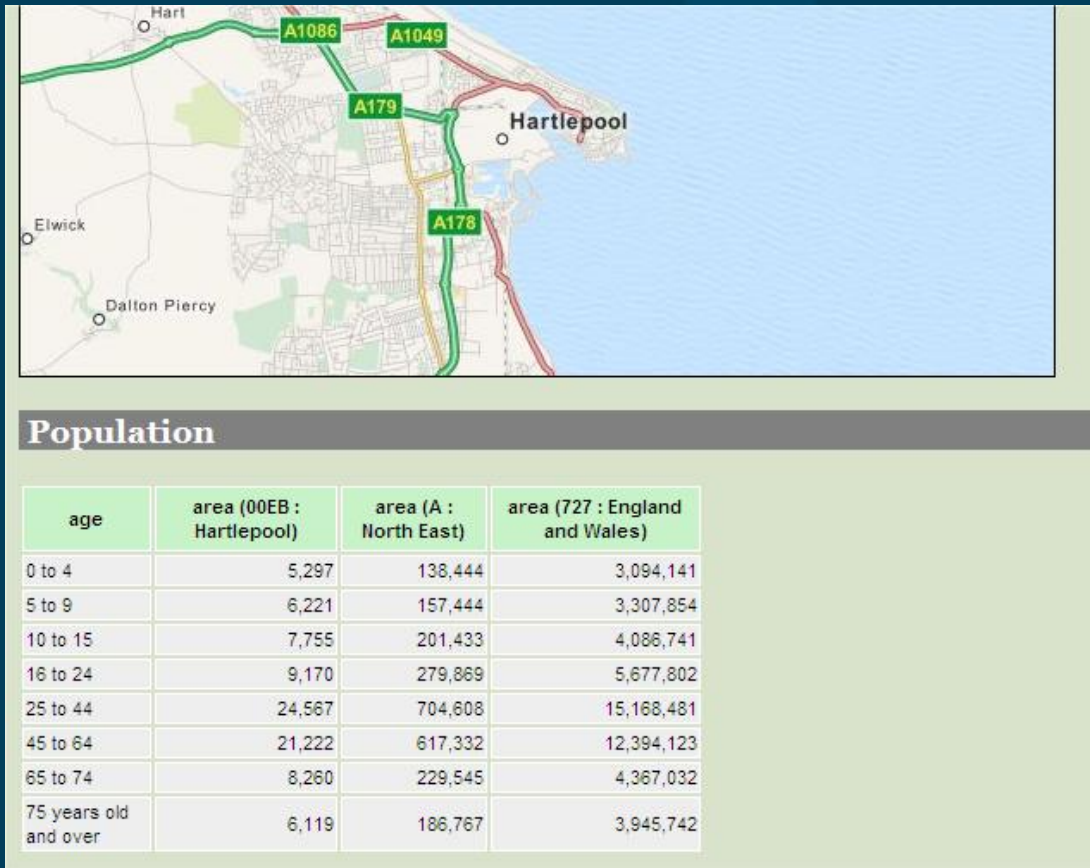 Hart
A1086
A1049
A179
Hartlepool
Elwick
A178
Dalton Piercy
Population
age area (00EB : Hartlepool) area (A : North East) area (727 : England and Wales)
0 to 4 5,297 138,444 3,094,141
5 to 9 6,221 157,444 3,307,854
10 to 15 7,755 201,433 4,086,741
16 to 24 9,170 279,869 5,677,802
25 to 44 24,567 704,608 15,168,481
45 to 64 21,222 617,332 12,394,123
65 to 74 8,260 229,545 4,367,032
75 years old and over 6,119 186,767 3,945,742